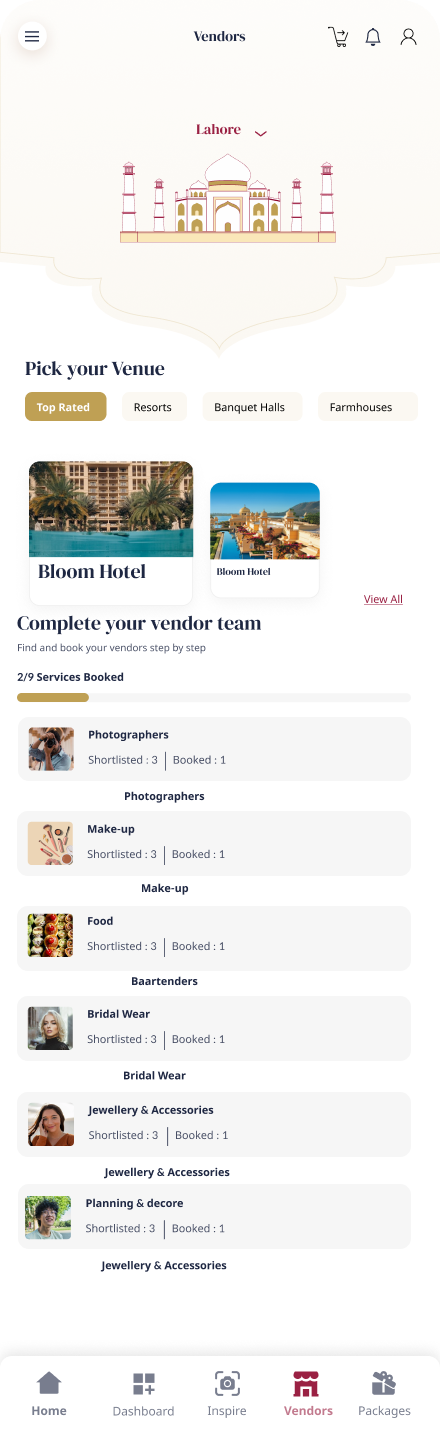 Vendors
Lahore
Pick your Venue
Top Rated
Resorts
Banquet Halls
Farmhouses
Bloom Hotel
Bloom Hotel
View All
Complete your vendor team
Find and book your vendors step by step
2/9 Services Booked
Photographers
Shortlisted : 3 Booked : 1
Photographers
Make-up
Shortlisted : 3 Booked : 1
Make-up
Food
Shortlisted : 3 Booked : 1
Baartenders
Bridal Wear
Shortlisted : 3 Booked : 1
Bridal Wear
Jewellery & Accessories
Shortlisted : 3 Booked : 1
Jewellery & Accessories
Planning & decore
Shortlisted : 3 Booked : 1
Jewellery & Accessories
Home
Dashboard
Inspire
Vendors
Packages